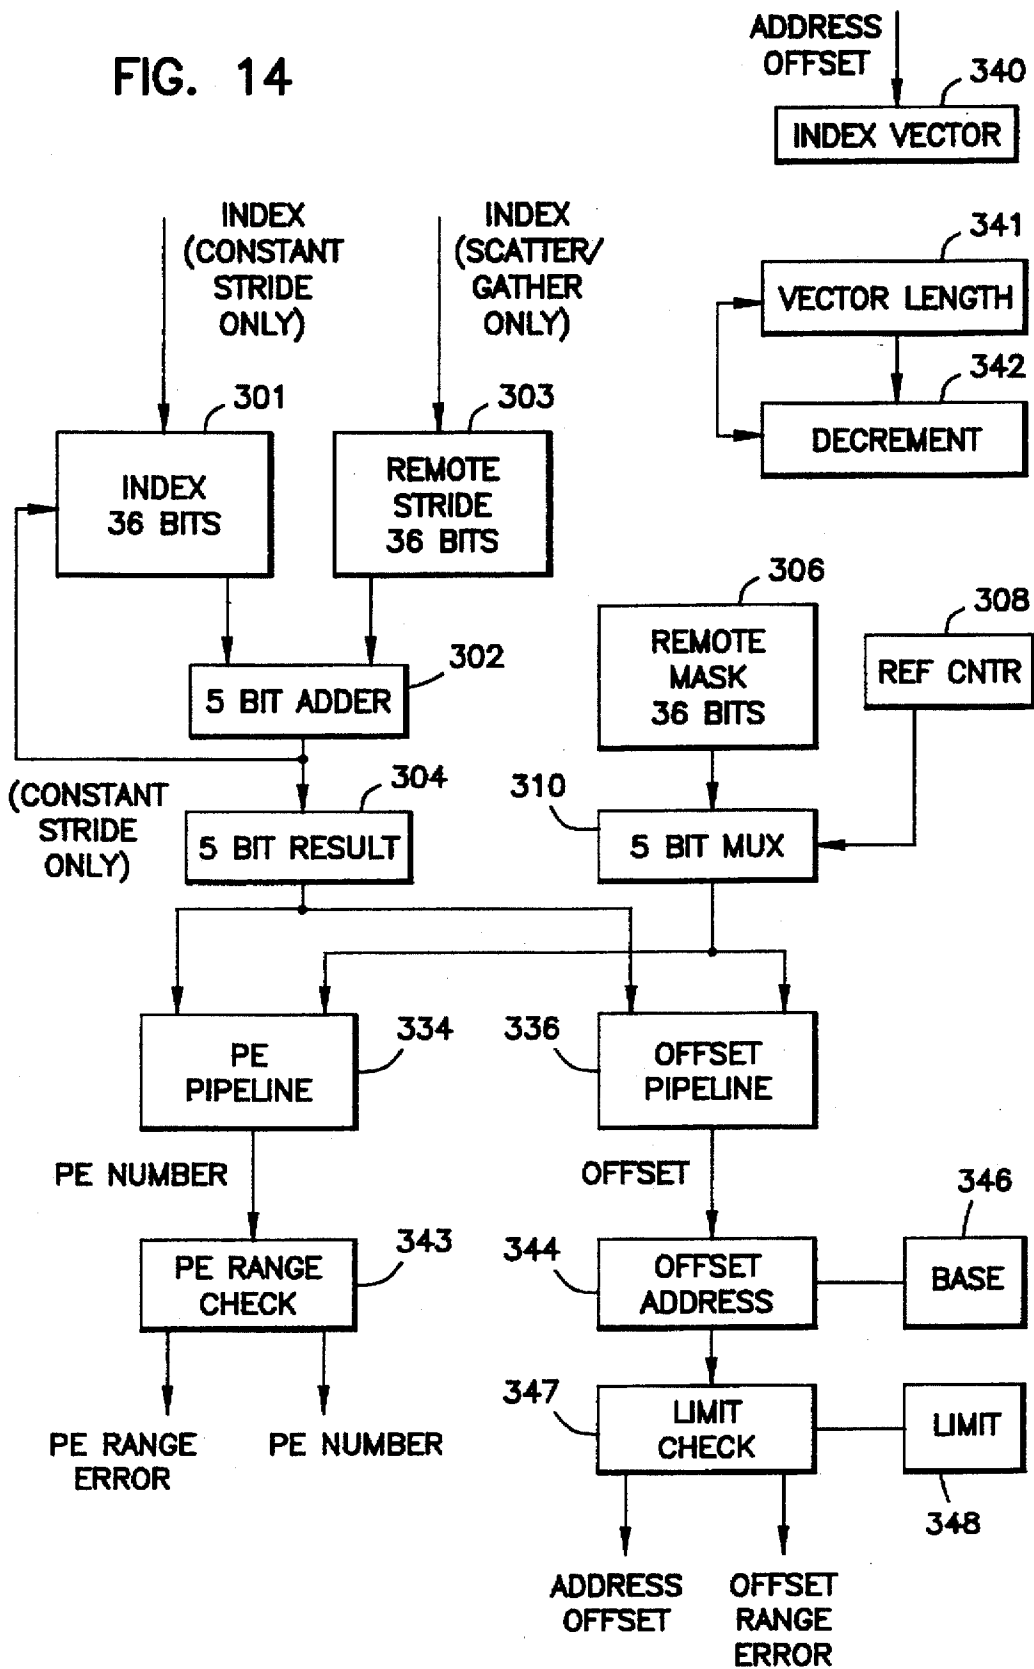 FIG. 14
ADDRESS
OFFSET
340
INDEX VECTOR
INDEX
(CONSTANT
STRIDE
ONLY)
INDEX
(SCATTER/
GATHER
ONLY)
341
VECTOR LENGTH
342
DECREMENT
301
INDEX
36 BITS
303
REMOTE
STRIDE
36 BITS
306
REMOTE
MASK
36 BITS
308
REF CNTR
302
5 BIT ADDER
(CONSTANT
STRIDE
ONLY)
304
5 BIT RESULT
310
5 BIT MUX
334
PE
PIPELINE
336
OFFSET
PIPELINE
PE NUMBER
OFFSET
343
PE RANGE
CHECK
344
OFFSET
ADDRESS
346
BASE
347
LIMIT
CHECK
LIMIT
348
PE RANGE
ERROR
PE NUMBER
ADDRESS
OFFSET
OFFSET
RANGE
ERROR